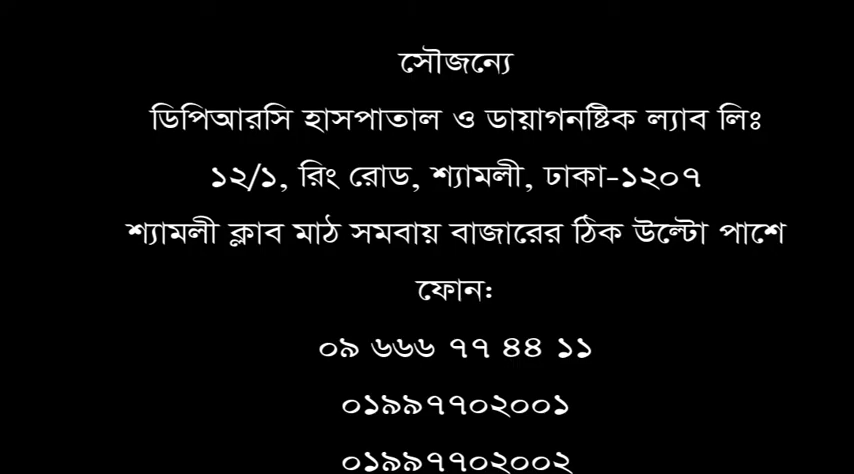 সৌজন্যে
ডিপিআরসি হাসপাতাল ও ডায়াগনষ্টিক ল্যাব লিঃ
১২/১, রিং রোড, শ্যামলী, ঢাকা-১২০৭
শ্যামলী ক্লাব মাঠ সমবায় বাজারের ঠিক উল্টো পাশে
ফোন:
০৯ ৬৬৬ ৭৭ ৪৪ ১১
০১৯৯৭৭০২০০১
০১৯৯৭৭০২০০২